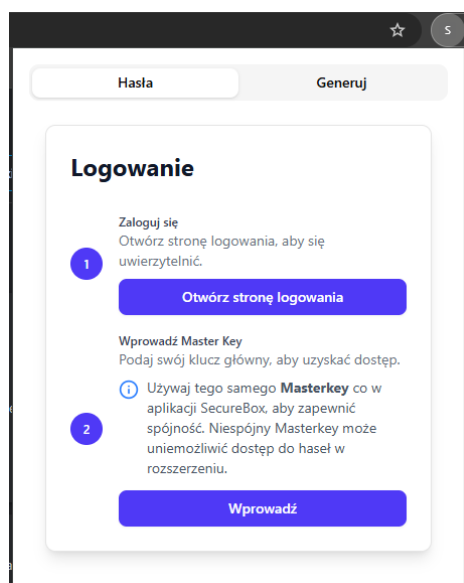 S
Hasła
Generuj
Logowanie
Zaloguj się
Otwórz stronę logowania, aby się
uwierzytelnić.
1
Otwórz stronę logowania
Wprowadź Master Key
Podaj swój klucz główny, aby uzyskać dostęp.
Używaj tego samego Masterkey co w
aplikacji SecureBox, aby zapewnić
spójność. Niespójny Masterkey może
uniemożliwić dostęp do haseł w
rozszerzeniu.
2
Wprowadź